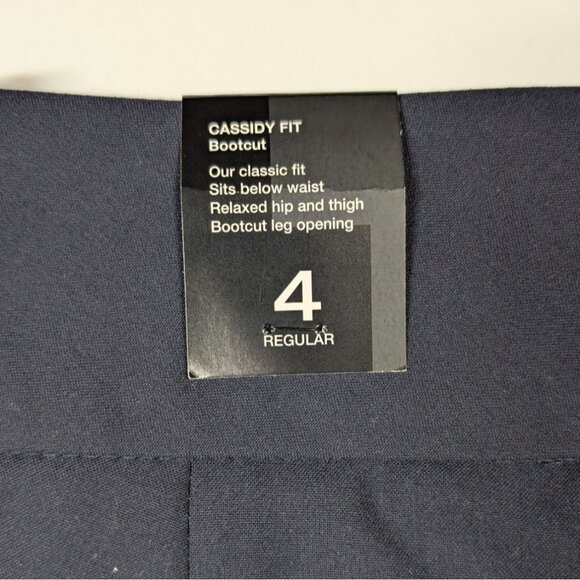 CASSIDY FIT
Bootcut
Our classic fit
Sits below waist
Relaxed hip and thigh
Bootcut leg opening
4
REGULAR